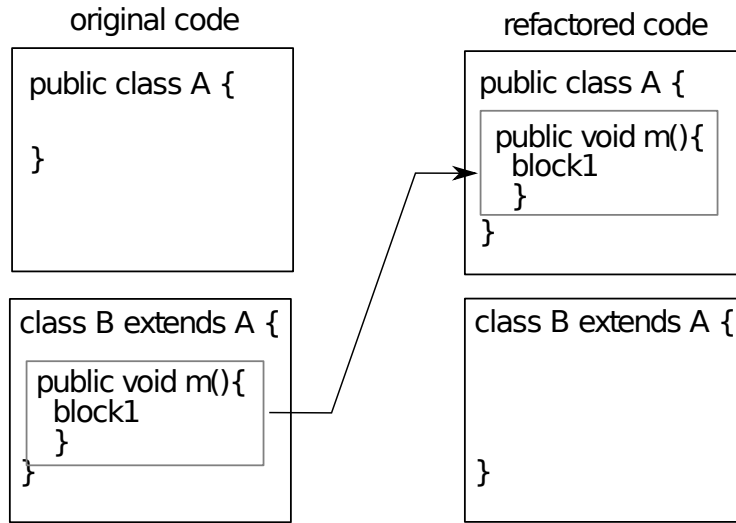 original code
public class A {
}
class B extends A {
public void m(){
block1
}
}
refactored code
public class A {
public void m(){
block1
}
}
class B extends A {
}